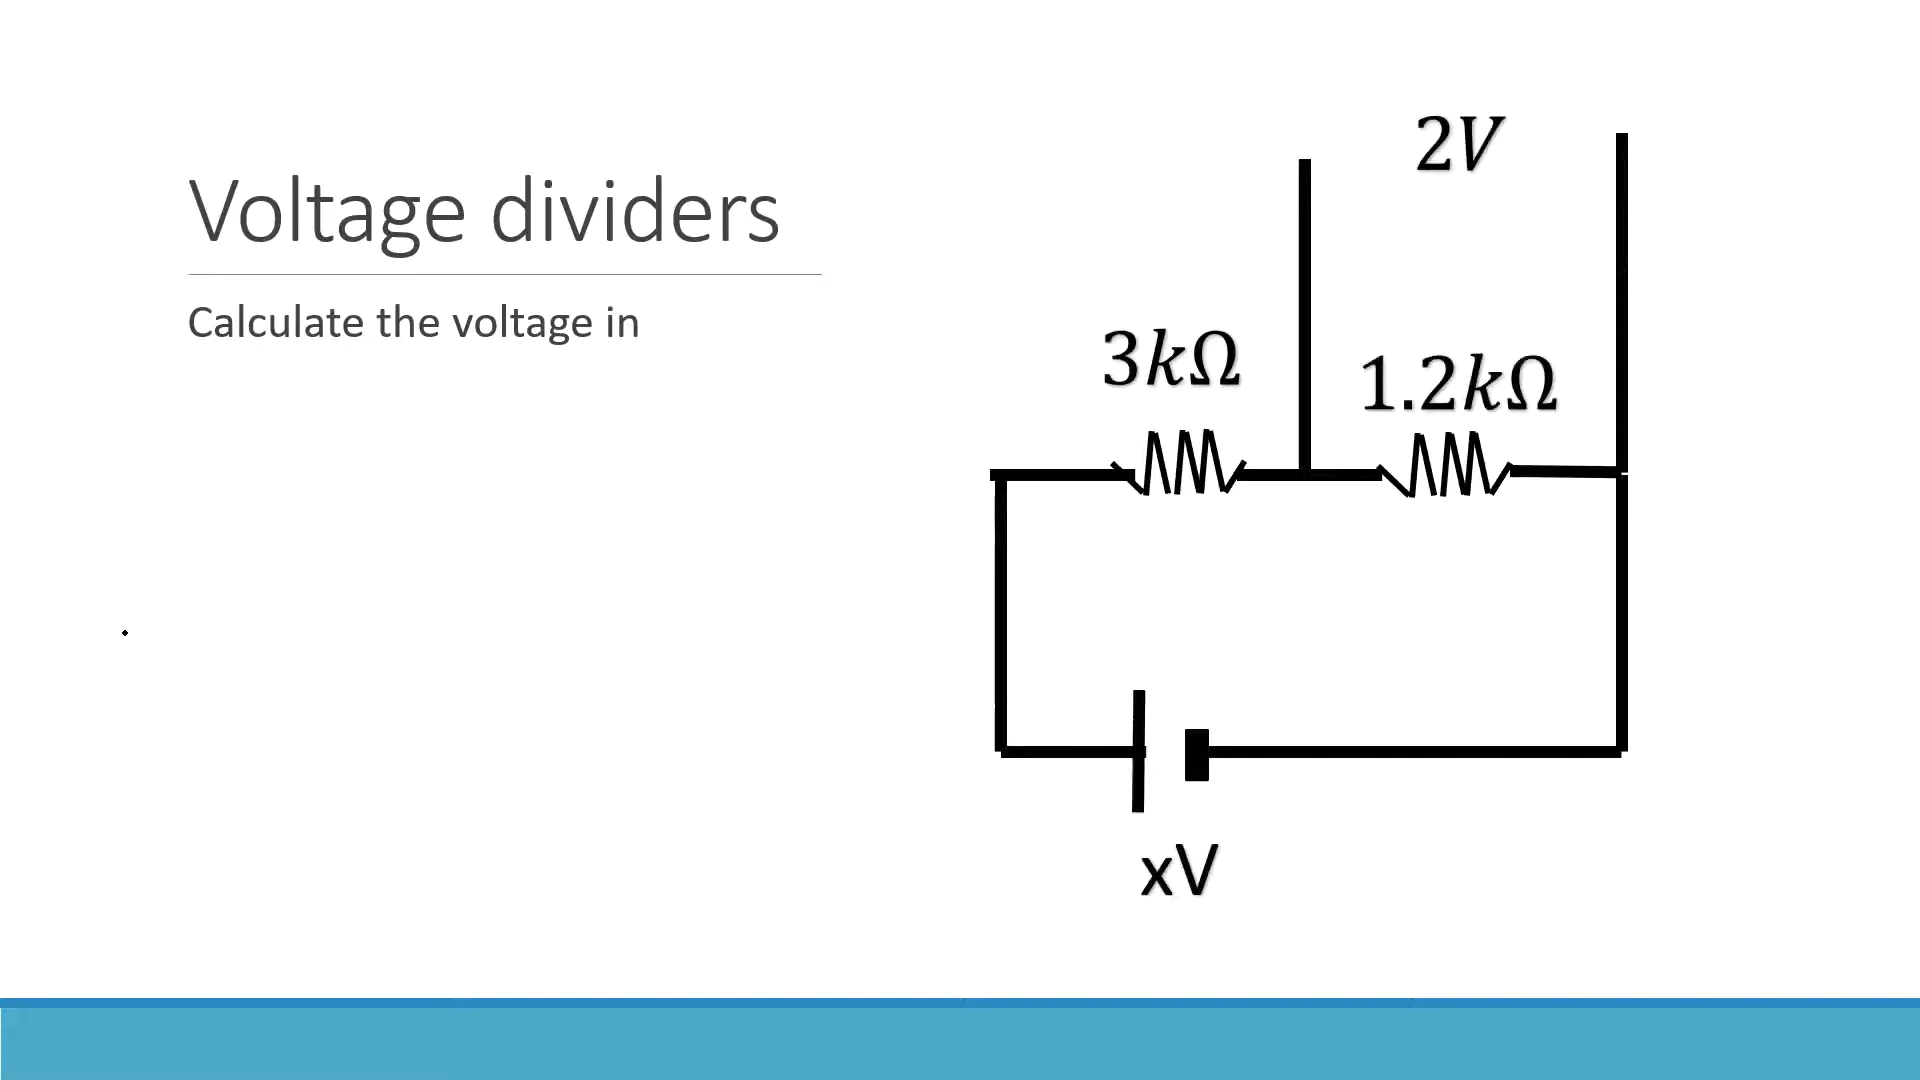 Voltage dividers
Calculate the voltage in
2V
3kΩ
1.2kΩ
xV